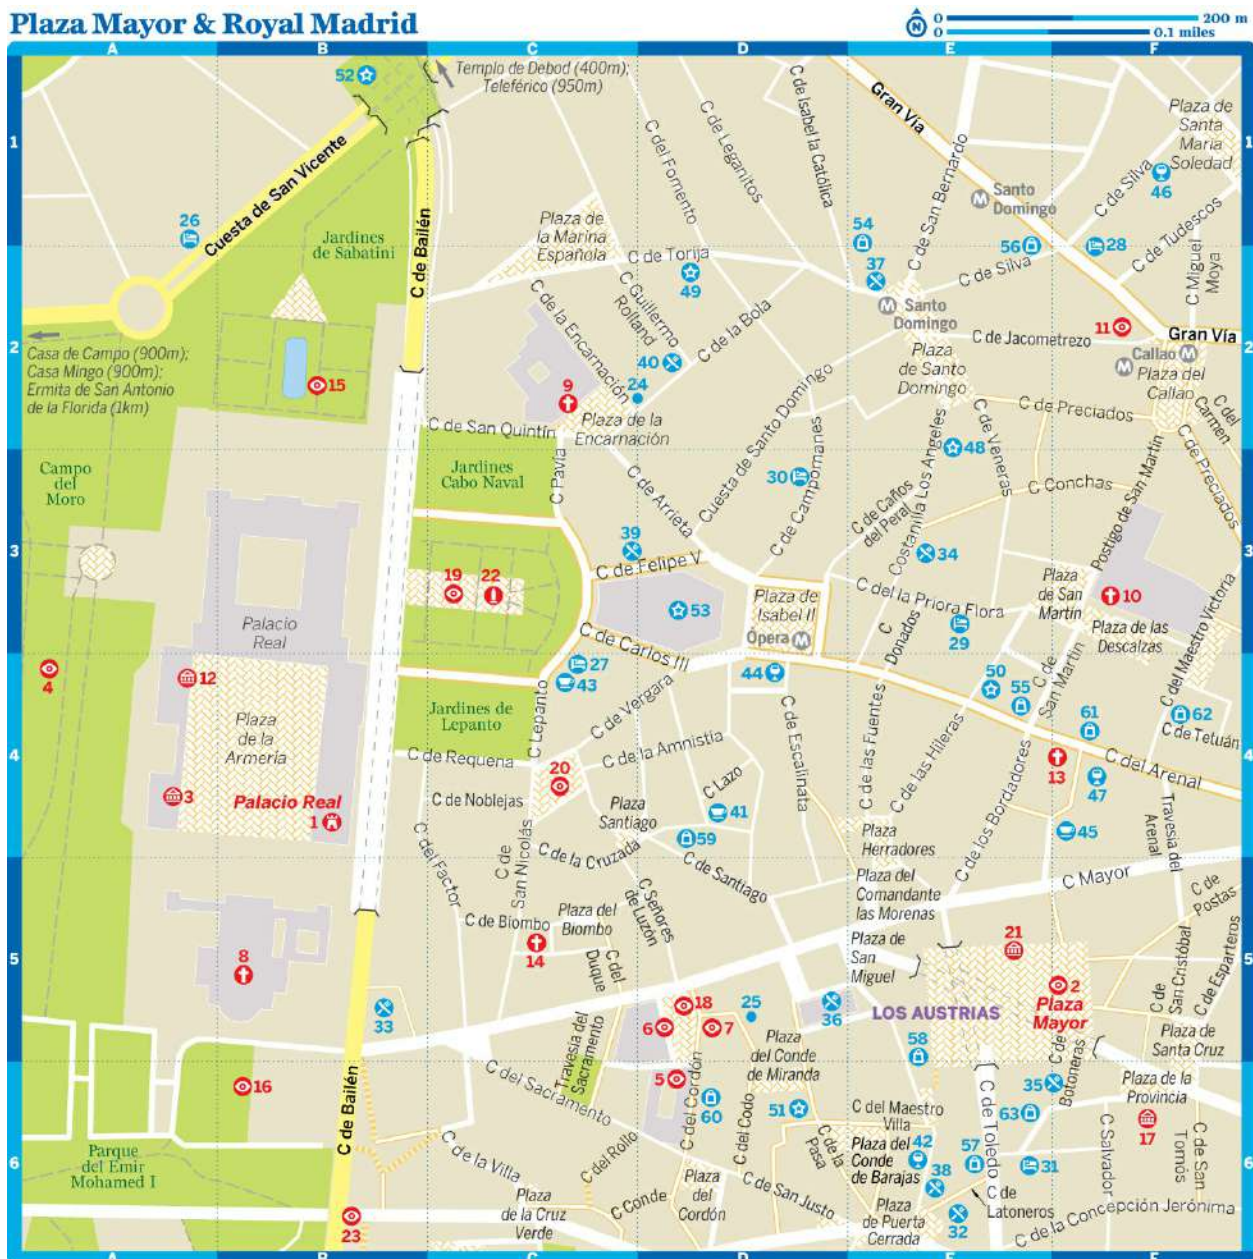 Plaza Mayor & Royal Madrid
0
200 m
0
0.1 miles
N
A
B
C
D
E
F
1
52
Templo de Debod (400m);
Teleférico (950m)
C de Isabel la Católica
C de Leganitos
C del Fomento
Gran Vía
C de San Bernardo
Plaza de
Santa
María
Soledad
C de Silva
46
1
Cuesta de San Vicente
26
Jardines
de Sabatini
C de Bailén
Plaza de
la Marina
Española
C de Torija
49
54
37
M
Santo
Domingo
56
28
C de Tudescos
C Miguel
Moya
C de Silva
M
Santo
Domingo
C Guillermo
Rolland
C de la Encarnación
C de la Bola
40
24
11
C de Jacometrezo
Gran Vía
2
Casa de Campo (900m);
Casa Mingo (900m);
Ermita de San Antonio
de la Florida (1km)
15
9
Plaza de la
Encarnación
Plaza
de Santo
Domingo
Callao
M
M
Plaza del
Callao
2
C de San Quintín
C de Preciados
C del
Carmen
C de Preciados
Campo
del
Moro
Jardines
Cabo Naval
C Pavía
C de Arrieta
Cuesta de Santo Domingo
30
C de Campomanes
C de Caños
del Peral
Costanilla Los Angeles
48
C de Veneras
C Conchas
Postigo de San Martín
3
39
C de Felipe V
34
3
19
22
53
Plaza de
Isabel II
Ópera
M
C del la Priora Flora
29
Plaza
de San
Martín
10
Plaza de las
Descalzas
C del Maestro Victoria
Palacio
Real
C de Carlos III
C
Donados
4
12
27
43
44
50
55
C de
San Martín
61
62
C de Tetuán
Plaza
de la
Armería
Jardines de
Lepanto
C Lepanto
C de Vergara
C de Escalinata
C de las Fuentes
C de las Hileras
4
C de Requena
20
C de la Amnistía
13
C del Arenal
47
4
3
Palacio Real
1
C de Noblejas
Plaza
Santiago
C Lazo
41
59
45
C de los Bordadores
Travesía del
Arenal
C del Factor
C de
San Nicolás
C de la Cruzada
C de Santiago
Plaza
Herradores
C Mayor
Plaza del
Comandante
las Morenas
C de
Postas
C Señores
de Luzón
C de Biombo
Plaza del
Biombo
14
Plaza de
San
Miguel
21
5
8
C del
Duque
18
6
7
25
36
LOS AUSTRIAS
2
Plaza
Mayor
C de
San Cristóbal
C de Esparteros
5
33
Travesía del
Sacramento
Plaza
del Conde
de Miranda
58
Plaza de
Santa Cruz
16
5
C del Sacramento
60
C del Cordón
C del Codo
51
C de Toledo
35
C de
Botoneras
Plaza de la
Provincia
17
C del Maestro
Villa
63
C de Bailén
Parque
del Emir
Mohamed I
C de la Villa
C del Rollo
C de la
Pasa
Plaza del
Conde
de Barajas
42
57
31
C Salvador
C de San
Tomós
6
38
6
23
Plaza
de la Cruz
Verde
C Conde
Plaza
del
Cordón
C de San Justo
Plaza
de Puerta
Cerrada
32
C de
Latoneros
C de la Concepción Jerónima
A
B
C
D
E
F